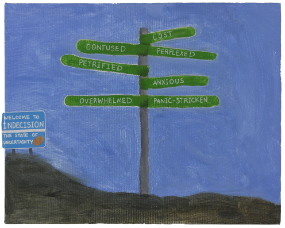 LOST
CONFUSED
PERPLEXED
PETRIFIED
ANXIOUS
OVERWHELMED
PANIC-STRICKEN
WELCOME TO
INDECISION
THE STATE OF
UNCERTAINTY